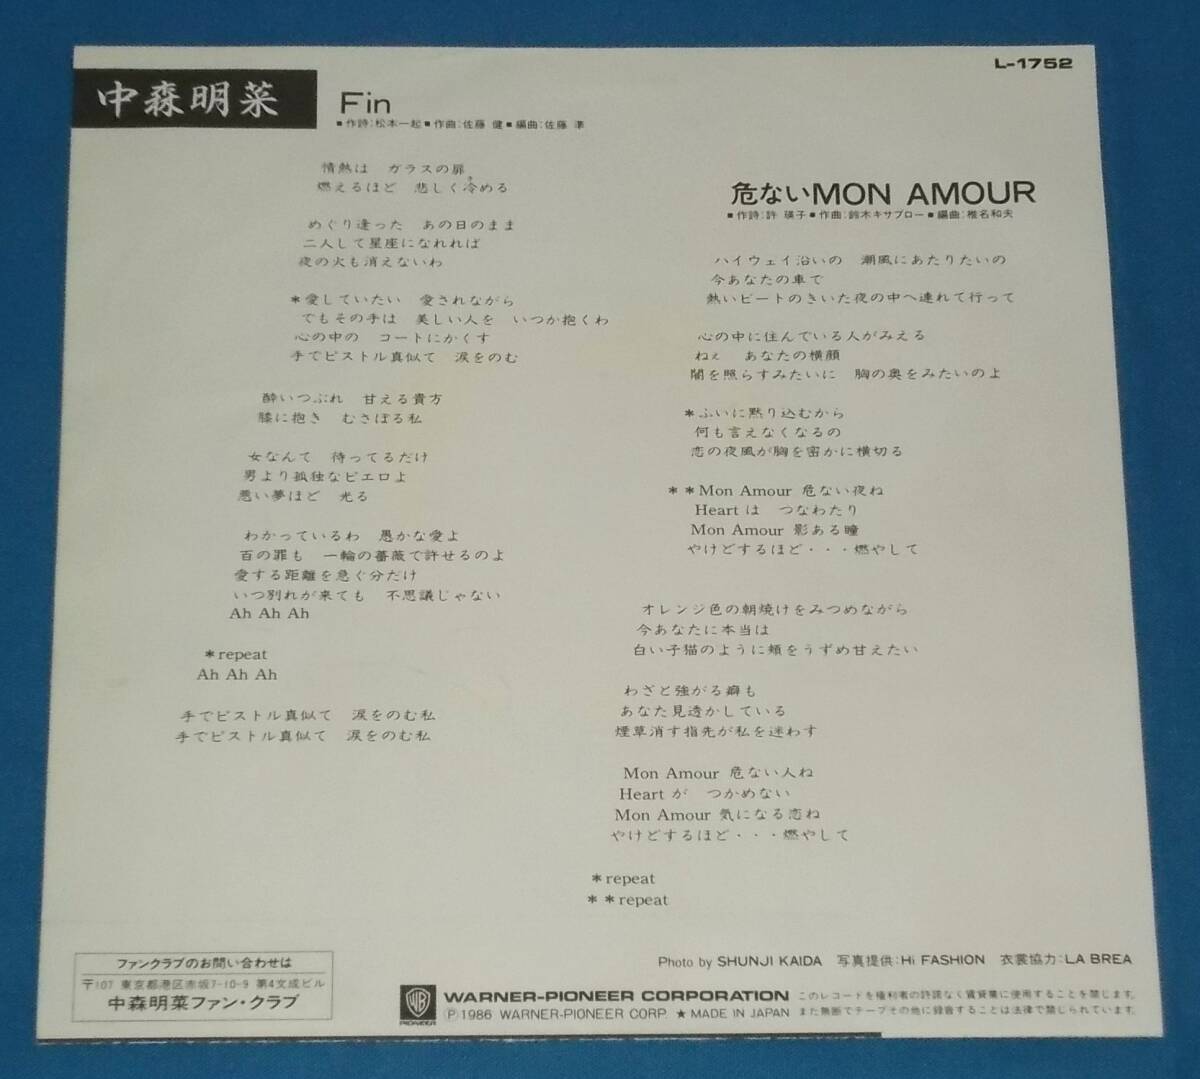 L-1752
中森明菜
Fin
■作詩:松本一起■作曲:佐藤 健■編曲:佐藤 準
情熱は ガラスの扉
燃えるほど 悲しく冷める
さ
めぐり逢った あの日のまま
二人して星座になれれば
夜の火も消えないわ
*愛していたい 愛されながら
でもその手は 美しい人を いつか抱くわ
心の中の コートにかくす
手でピストル真似て 涙をのむ
酔いつぶれ 甘える貴方
膝に抱き むさぼる私
女なんて 待ってるだけ
男より孤独なピエロよ
悪い夢ほど 光る
わかっているわ 愚かな愛よ
百の罪も 一輪の薔薇で許せるのよ
愛する距離を急ぐ分だけ
いつ別れが来ても 不思議じゃない
Ah Ah Ah
*repeat
Ah Ah Ah
手でピストル真似て 涙をのむ私
手でピストル真似て 涙をのむ私
危ないMON AMOUR
■作詩:許 瑛子■作曲:鈴木キサブロー■編曲:椎名和夫
ハイウェイ沿いの 潮風にあたりたいの
今あなたの車で
熱いビートのきいた夜の中へ連れて行って
心の中に住んでいる人がみえる
ねぇ あなたの横顔
闇を照らすみたいに 胸の奥をみたいのよ
*ふいに黙り込むから
何も言えなくなるの
恋の夜風が胸を密かに横切る
**Mon Amour 危ない夜ね
Heart は つなわたり
Mon Amour 影ある瞳
やけどするほど・・・燃やして
オレンジ色の朝焼けをみつめながら
今あなたに本当は
白い子猫のように頬をうずめ甘えたい
わざと強がる癖も
あなた見透かしている
煙草消す指先が私を迷わす
Mon Amour 危ない人ね
Heart が つかめない
Mon Amour 気になる恋ね
やけどするほど・・・燃やして
*repeat
**repeat
Photo by SHUNJI KAIDA 写真提供:Hi FASHION 衣裳協力:LA BREA
ファンクラブのお問い合わせは
〒107 東京都港区赤坂7-10-9 第4文成ビル
中森明菜ファン・クラブ
WB
PIONEER
WARNER-PIONEER CORPORATION
Ⓟ1986 WARNER-PIONEER CORP. ★ MADE IN JAPAN
このレコードを権利者の許諾なく賃貸業に使用することを禁じます。
また無断でテープその他に録音することは法律で禁じられています。